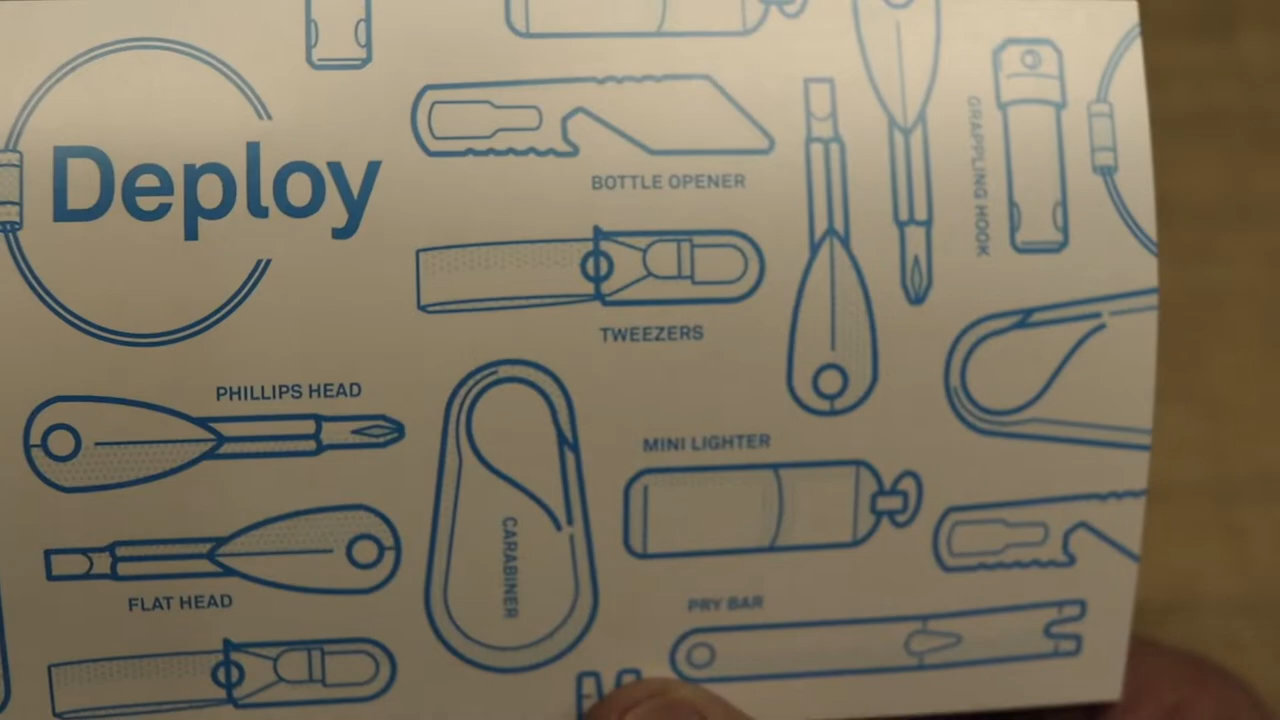 Deploy
BOTTLE OPENER
GRAPPLING HOOK
TWEEZERS
PHILLIPS HEAD
MINI LIGHTER
CARABINER
FLAT HEAD
PRY BAR